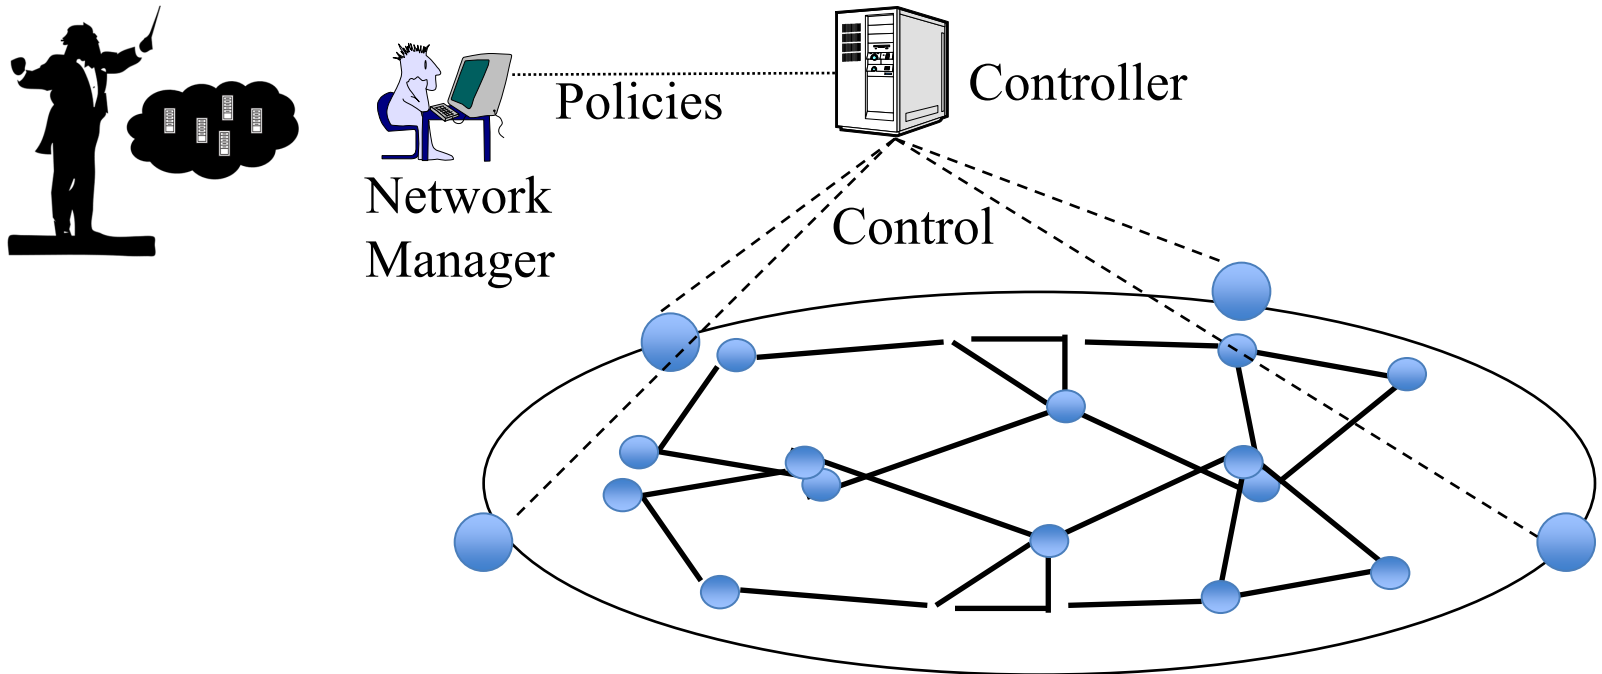 Policies
Controller
Network
Manager
Control